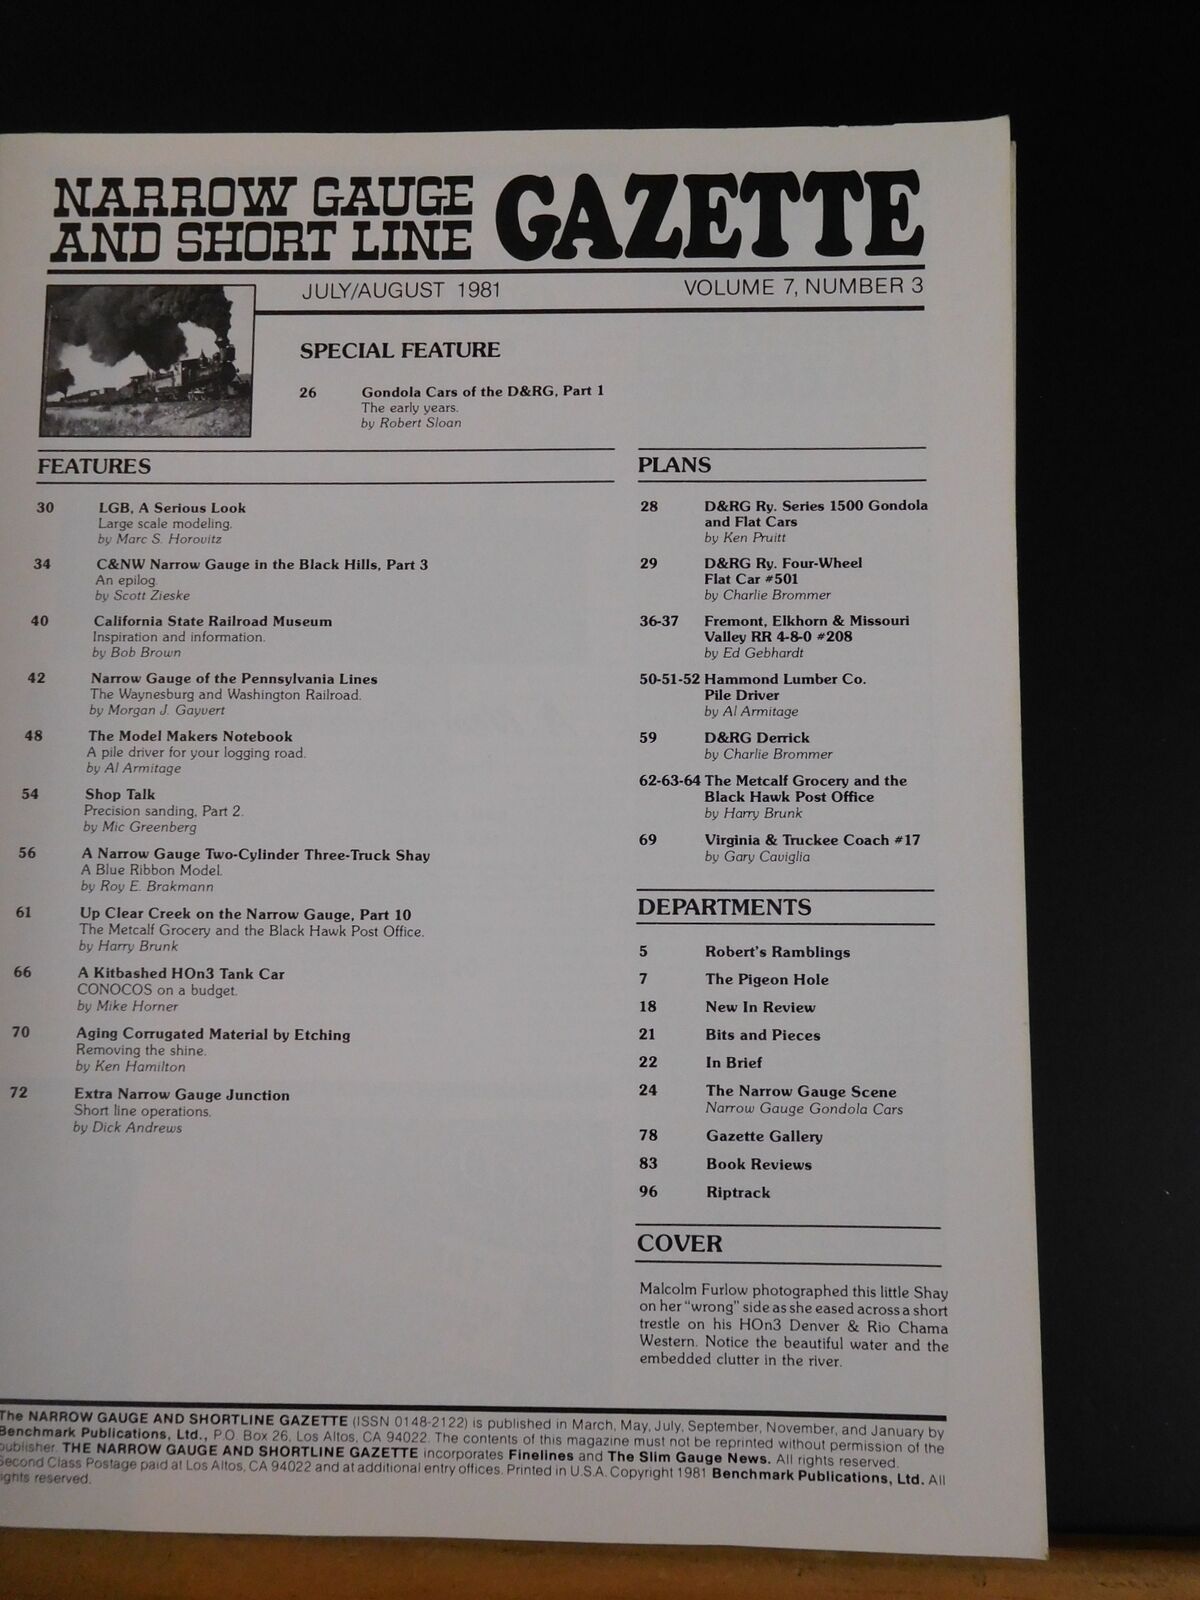 NARROW GAUGE
AND SHORT LINE GAZETTE
JULY/AUGUST 1981 VOLUME 7, NUMBER 3
SPECIAL FEATURE
26 Gondola Cars of the D&RG, Part 1
The early years.
by Robert Sloan
FEATURES
30 LGB, A Serious Look
Large scale modeling.
by Marc S. Horovitz
34 C&NW Narrow Gauge in the Black Hills, Part 3
An epilog.
by Scott Zieske
40 California State Railroad Museum
Inspiration and information.
by Bob Brown
42 Narrow Gauge of the Pennsylvania Lines
The Waynesburg and Washington Railroad.
by Morgan J. Gayvert
48 The Model Makers Notebook
A pile driver for your logging road.
by Al Armitage
54 Shop Talk
Precision sanding, Part 2.
by Mic Greenberg
56 A Narrow Gauge Two-Cylinder Three-Truck Shay
A Blue Ribbon Model.
by Roy E. Brakmann
61 Up Clear Creek on the Narrow Gauge, Part 10
The Metcalf Grocery and the Black Hawk Post Office.
by Harry Brunk
66 A Kitbashed HOn3 Tank Car
CONOCOS on a budget.
by Mike Horner
70 Aging Corrugated Material by Etching
Removing the shine.
by Ken Hamilton
72 Extra Narrow Gauge Junction
Short line operations.
by Dick Andrews
PLANS
28 D&RG Ry. Series 1500 Gondola
and Flat Cars
by Ken Pruitt
29 D&RG Ry. Four-Wheel
Flat Car #501
by Charlie Brommer
36-37 Fremont, Elkhorn & Missouri
Valley RR 4-8-0 #208
by Ed Gebhardt
50-51-52 Hammond Lumber Co.
Pile Driver
by Al Armitage
59 D&RG Derrick
by Charlie Brommer
62-63-64 The Metcalf Grocery and the
Black Hawk Post Office
by Harry Brunk
69 Virginia & Truckee Coach #17
by Gary Caviglia
DEPARTMENTS
5 Robert's Ramblings
7 The Pigeon Hole
18 New In Review
21 Bits and Pieces
22 In Brief
24 The Narrow Gauge Scene
Narrow Gauge Gondola Cars
78 Gazette Gallery
83 Book Reviews
96 Riptrack
COVER
Malcolm Furlow photographed this little Shay
on her "wrong" side as she eased across a short
trestle on his HOn3 Denver & Rio Chama
Western. Notice the beautiful water and the
embedded clutter in the river.
The NARROW GAUGE AND SHORTLINE GAZETTE (ISSN 0148-2122) is published in March, May, July, September, November, and January by
Benchmark Publications, Ltd., P.O. Box 26, Los Altos, CA 94022. The contents of this magazine must not be reprinted without permission of the
publisher. THE NARROW GAUGE AND SHORTLINE GAZETTE incorporates Finelines and The Slim Gauge News. All rights reserved.
Second Class Postage paid at Los Altos, CA 94022 and at additional entry offices. Printed in U.S.A. Copyright 1981 Benchmark Publications, Ltd. All
rights reserved.